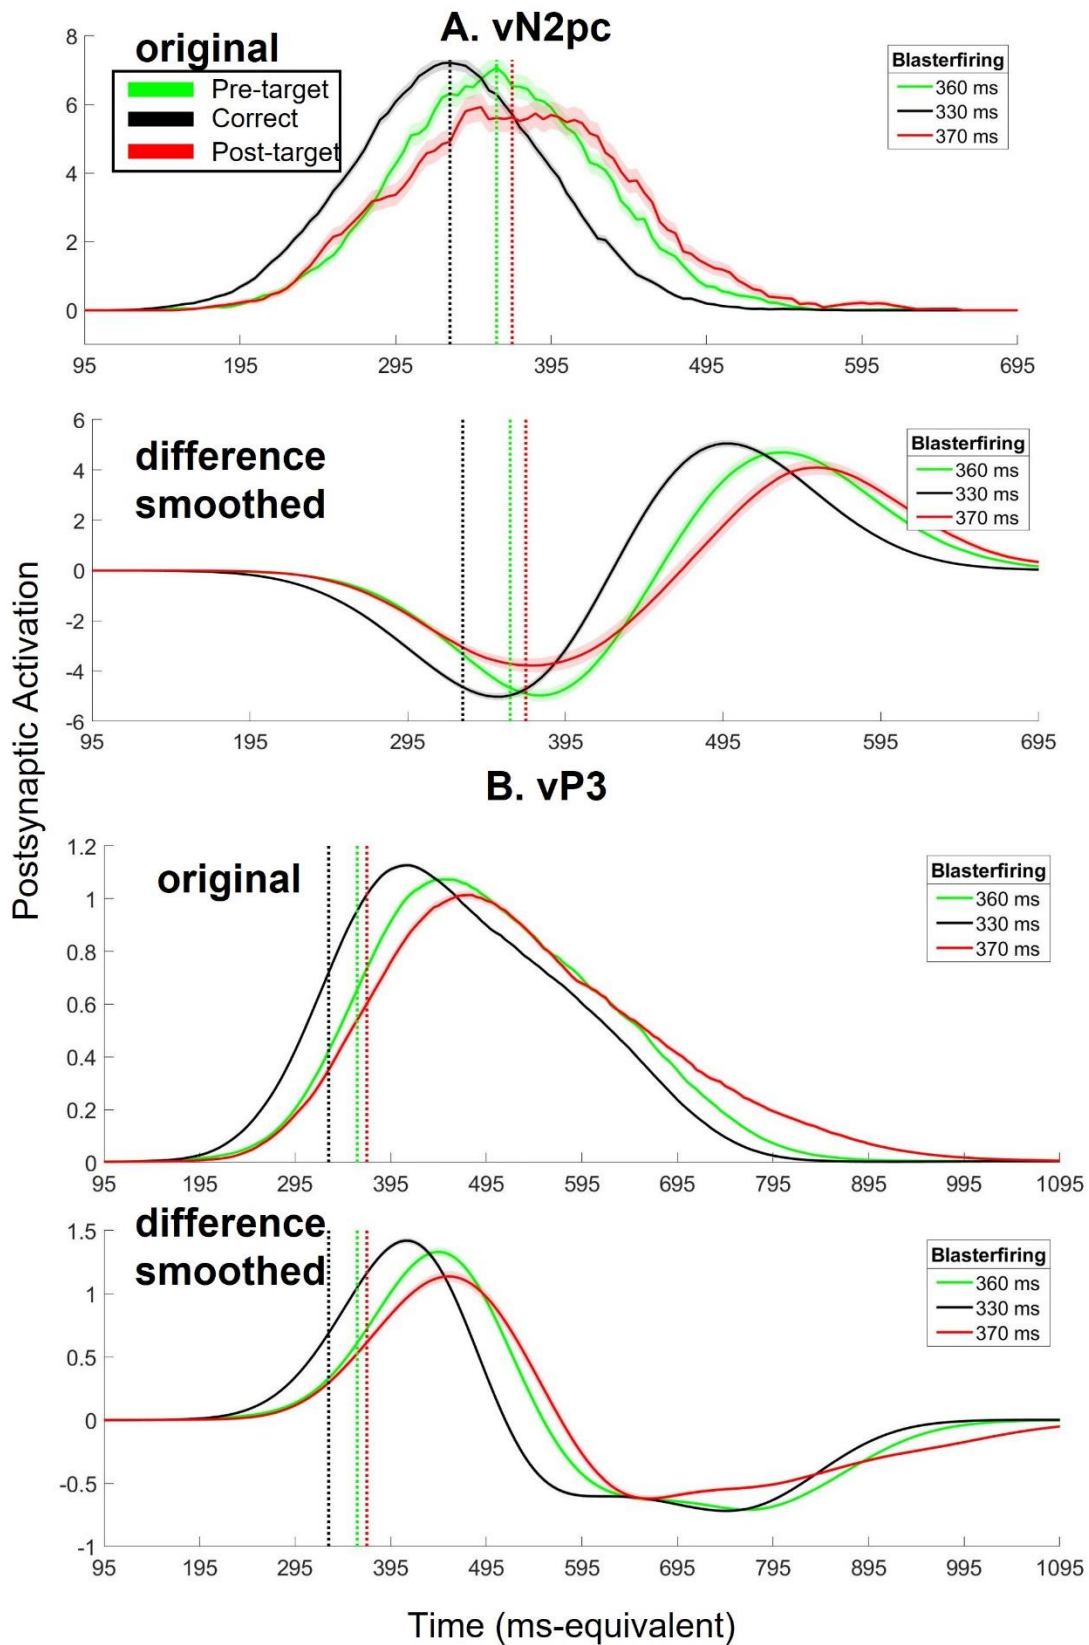 A. vN2pc
original
Pre-target
Correct
Post-target
Blasterfiring
360 ms
330 ms
370 ms
8
6
4
2
0
95 195 295 395 495 595 695
difference
smoothed
Blasterfiring
360 ms
330 ms
370 ms
6
4
2
0
-2
-4
-6
95 195 295 395 495 595 695
Postsynaptic Activation
B. vP3
original
Blasterfiring
360 ms
330 ms
370 ms
1.2
1
0.8
0.6
0.4
0.2
0
95 195 295 395 495 595 695 795 895 995 1095
difference
smoothed
Blasterfiring
360 ms
330 ms
370 ms
1.5
1
0.5
0
-0.5
-1
95 195 295 395 495 595 695 795 895 995 1095
Time (ms-equivalent)